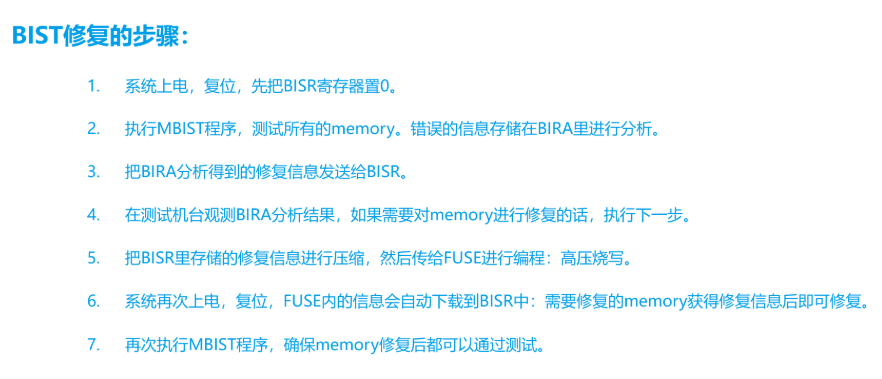 BIST修复的步骤：
1. 系统上电，复位，先把BISR寄存器置0。
2. 执行MBIST程序，测试所有的memory。错误的信息存储在BIRA里进行分析。
3. 把BIRA分析得到的修复信息发送给BISR。
4. 在测试机台观测BIRA分析结果，如果需要对memory进行修复的话，执行下一步。
5. 把BISR里存储的修复信息进行压缩，然后传给FUSE进行编程：高压烧写。
6. 系统再次上电，复位，FUSE内的信息会自动下载到BISR中：需要修复的memory获得修复信息后即可修复。
7. 再次执行MBIST程序，确保memory修复后都可以通过测试。